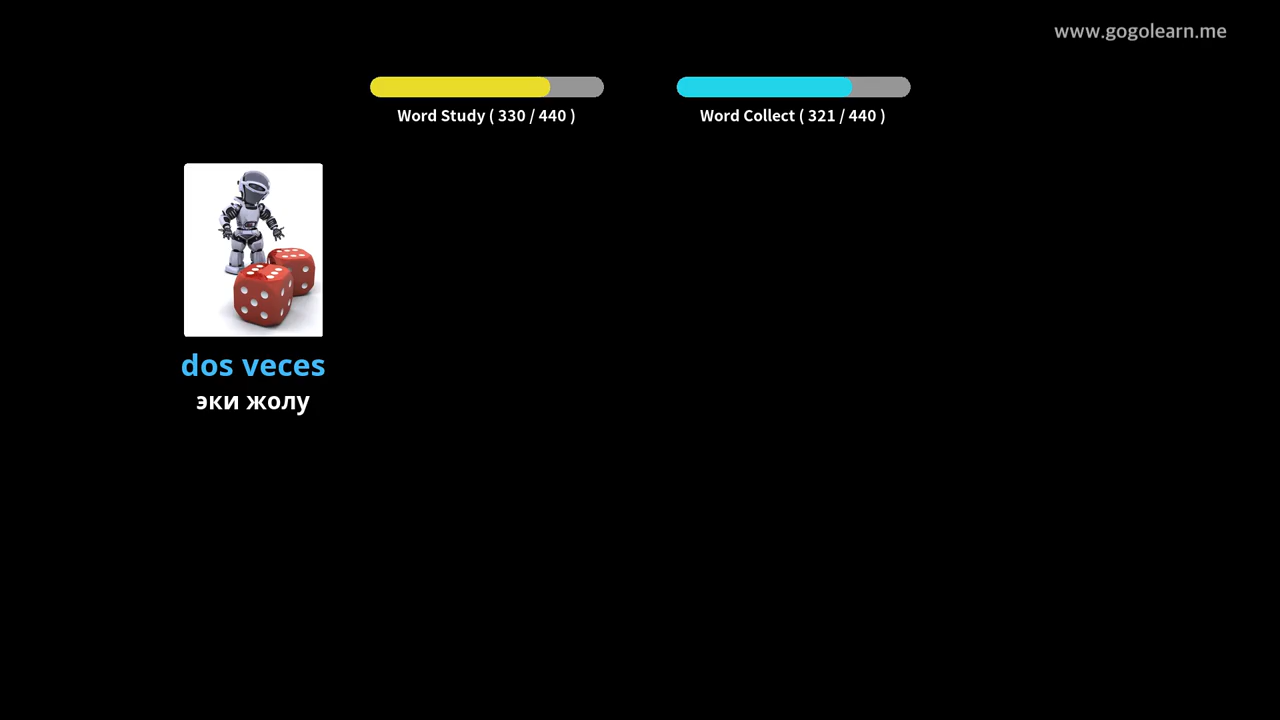 www.gogolearn.me
Word Study ( 330 / 440 )
Word Collect ( 321 / 440 )
dos veces
эки жолу